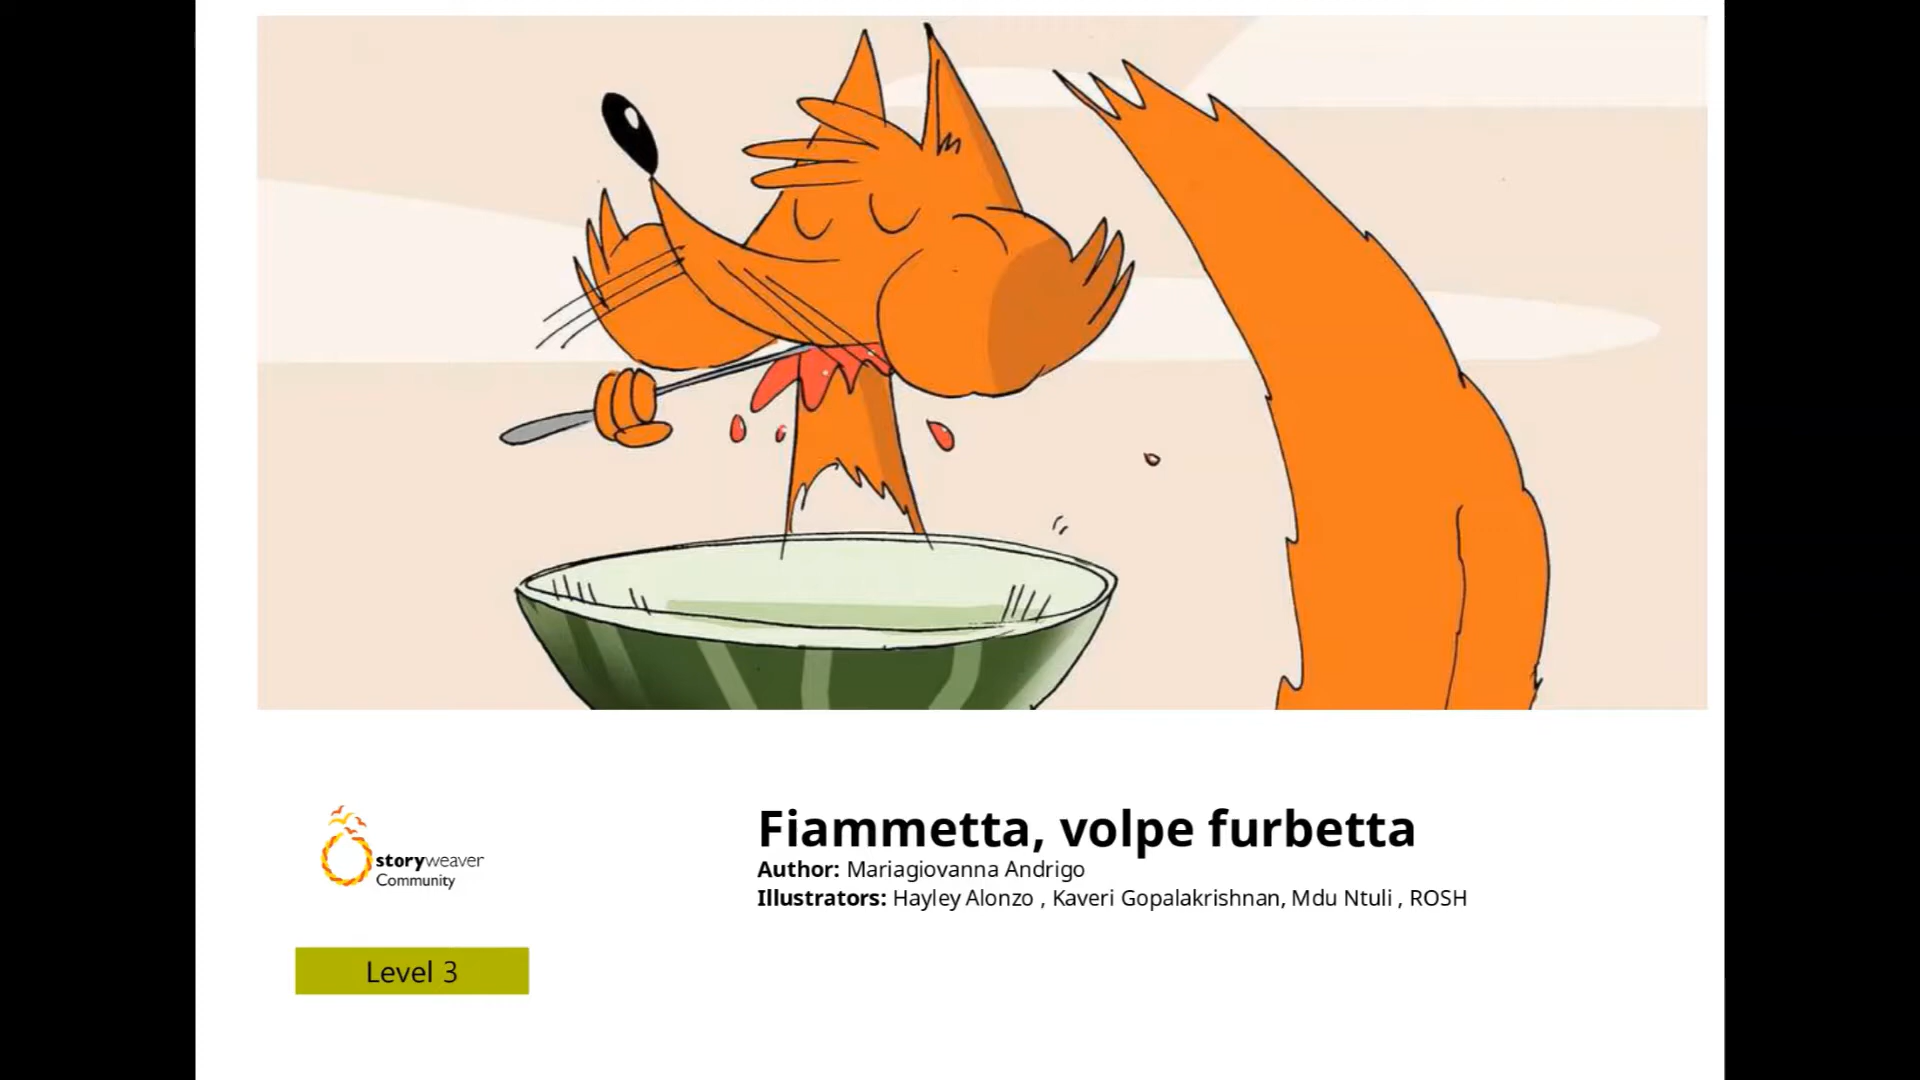 storyweaver
Community
Fiammetta, volpe furbetta
Author: Mariagiovanna Andrigo
Illustrators: Hayley Alonzo , Kaveri Gopalakrishnan, Mdu Ntuli , ROSH
Level 3